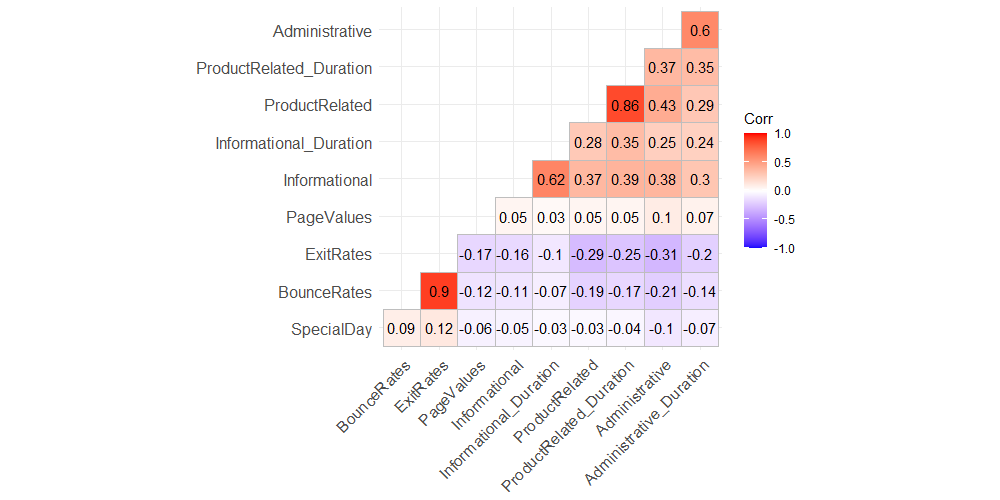 Administrative 0.6
ProductRelated_Duration 0.37 0.35
ProductRelated 0.86 0.43 0.29
Informational_Duration 0.28 0.35 0.25 0.24
Informational 0.62 0.37 0.39 0.38 0.3
PageValues 0.05 0.03 0.05 0.05 0.1 0.07
ExitRates -0.17 -0.16 -0.1 -0.29 -0.25 -0.31 -0.2
BounceRates 0.9 -0.12 -0.11 -0.07 -0.19 -0.17 -0.21 -0.14
SpecialDay 0.09 0.12 -0.06 -0.05 -0.03 -0.03 -0.04 -0.1 -0.07
BounceRates
ExitRates
PageValues
Informational
Informational_Duration
ProductRelated
ProductRelated_Duration
Administrative
Administrative_Duration
Corr
1.0
0.5
0.0
-0.5
-1.0